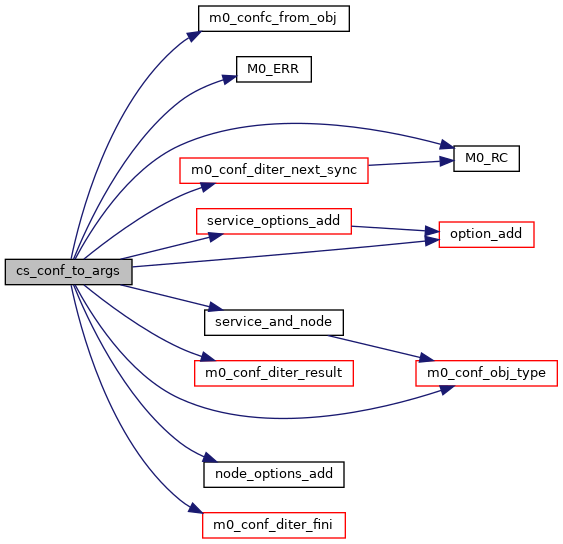 m0_confc_from_obj
M0_ERR
M0_RC
m0_conf_diter_next_sync
service_options_add
option_add
cs_conf_to_args
service_and_node
m0_conf_diter_result
m0_conf_obj_type
node_options_add
m0_conf_diter_fini